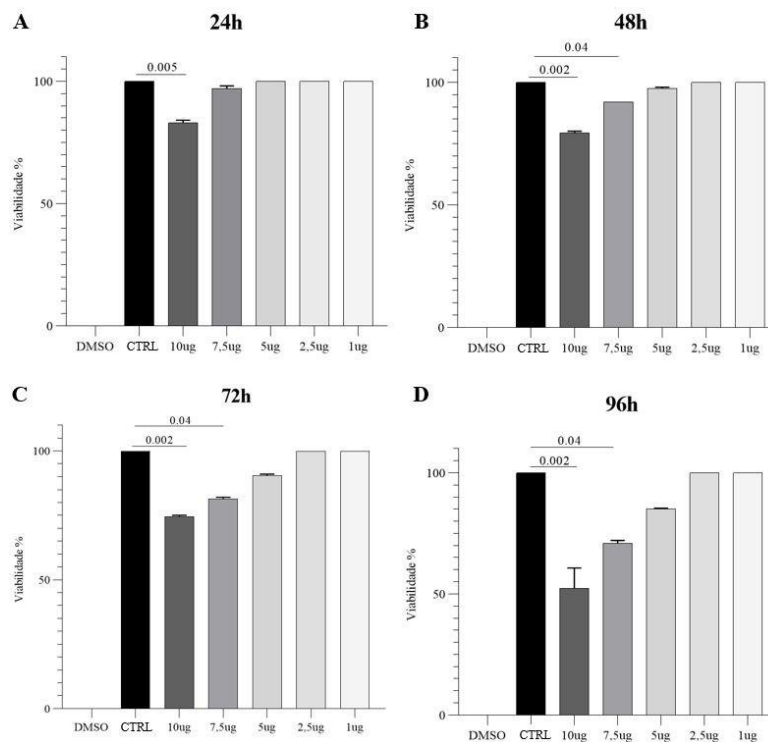 A
24h
0.005
100
50
0
Viabilidade %
DMSO CTRL 10ug 7,5ug 5ug 2,5ug 1ug
B
48h
0.04
0.002
100
50
0
Viabilidade %
DMSO CTRL 10ug 7,5ug 5ug 2,5ug 1ug
C
72h
0.04
0.002
100
50
0
Viabilidade %
DMSO CTRL 10ug 7,5ug 5ug 2,5ug 1ug
D
96h
0.04
0.002
100
50
0
Viabilidade %
DMSO CTRL 10ug 7,5ug 5ug 2,5ug 1ug